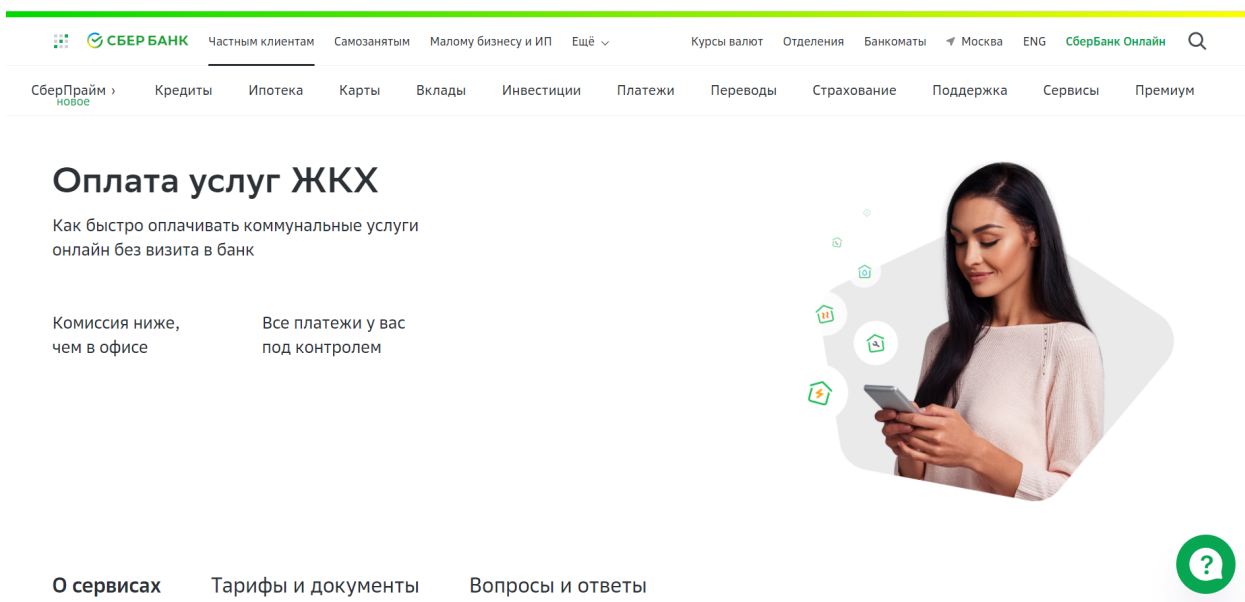 СБЕР БАНК Частным клиентам Самозанятым Малому бизнесу и ИП Ещё Курсы валют Отделения Банкоматы Москва ENG СберБанк Онлайн
СберПрайм › Кредиты Ипотека Карты Вклады Инвестиции Платежи Переводы Страхование Поддержка Сервисы Премиум
новое
Оплата услуг ЖКХ
Как быстро оплачивать коммунальные услуги
онлайн без визита в банк
Комиссия ниже,
чем в офисе
Все платежи у вас
под контролем
О сервисах Тарифы и документы Вопросы и ответы
?